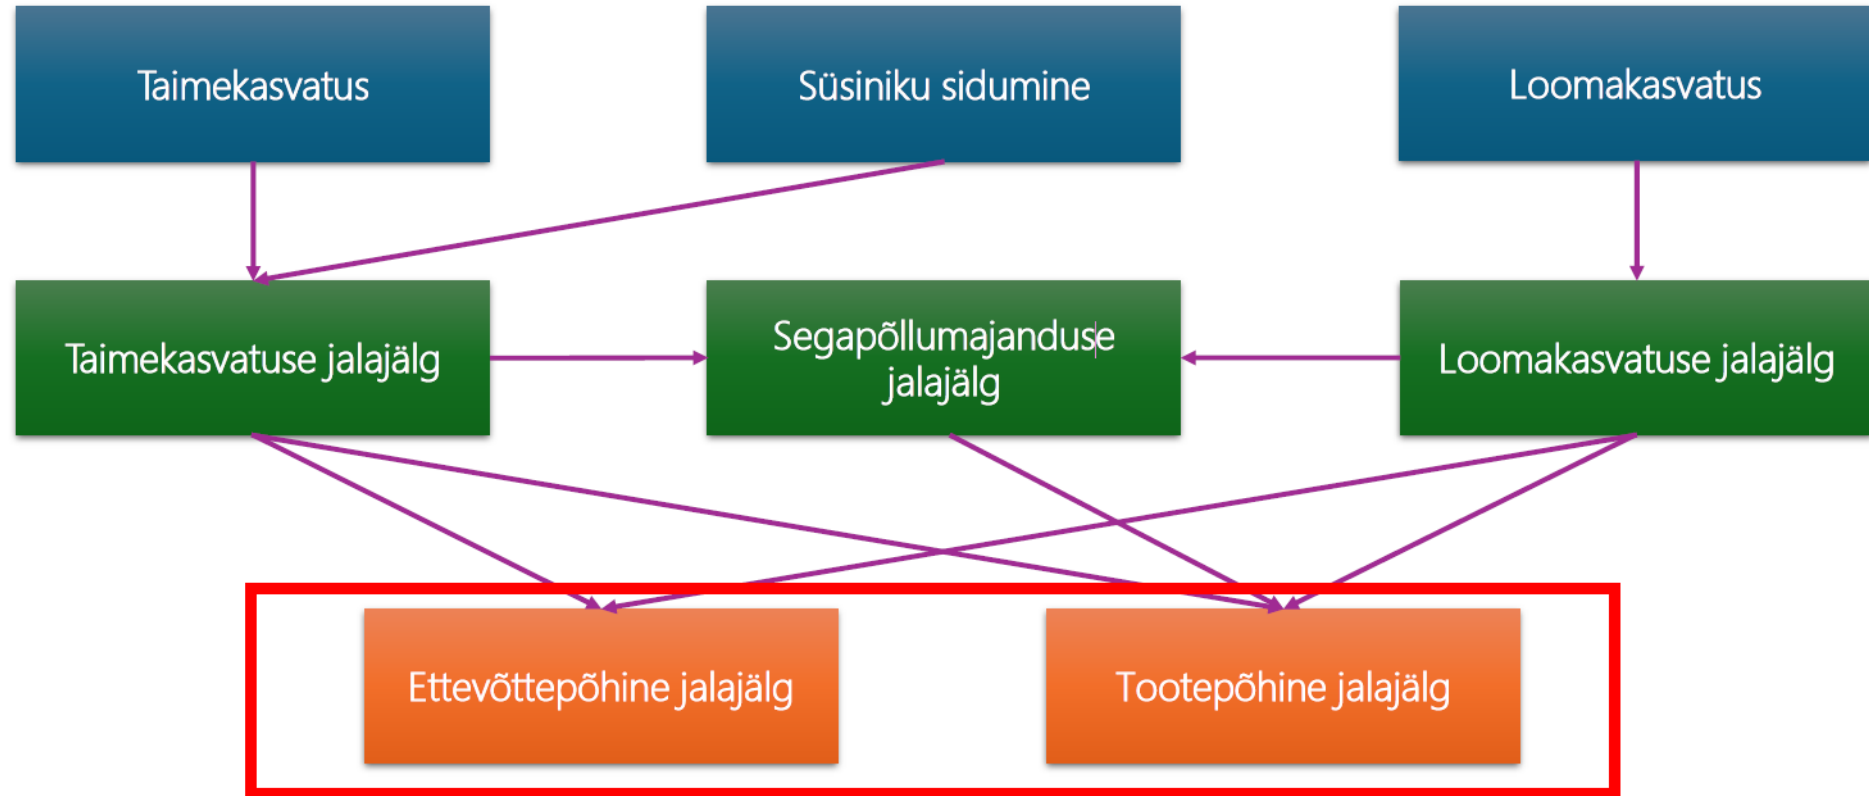 Taimekasvatus
Süsiniku sidumine
Loomakasvatus
Taimekasvatuse jalajälg
Segapõllumajanduse
jalajälg
Loomakasvatuse jalajälg
Ettevõttepõhine jalajälg
Tootepõhine jalajälg